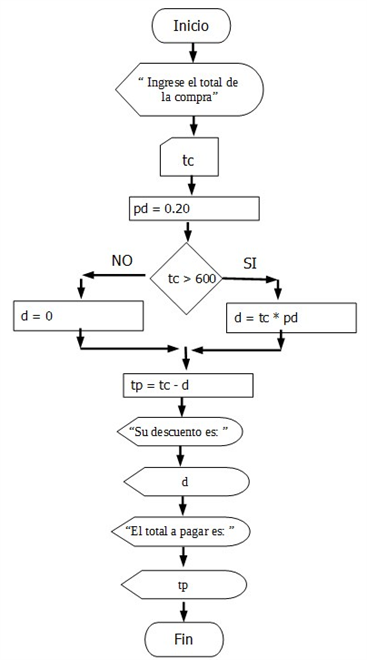 Inicio
“ Ingrese el total de
la compra”
tc
pd = 0.20
tc > 600
NO
SI
d = 0
d = tc * pd
tp = tc - d
“Su descuento es: ”
d
“El total a pagar es: ”
tp
Fin